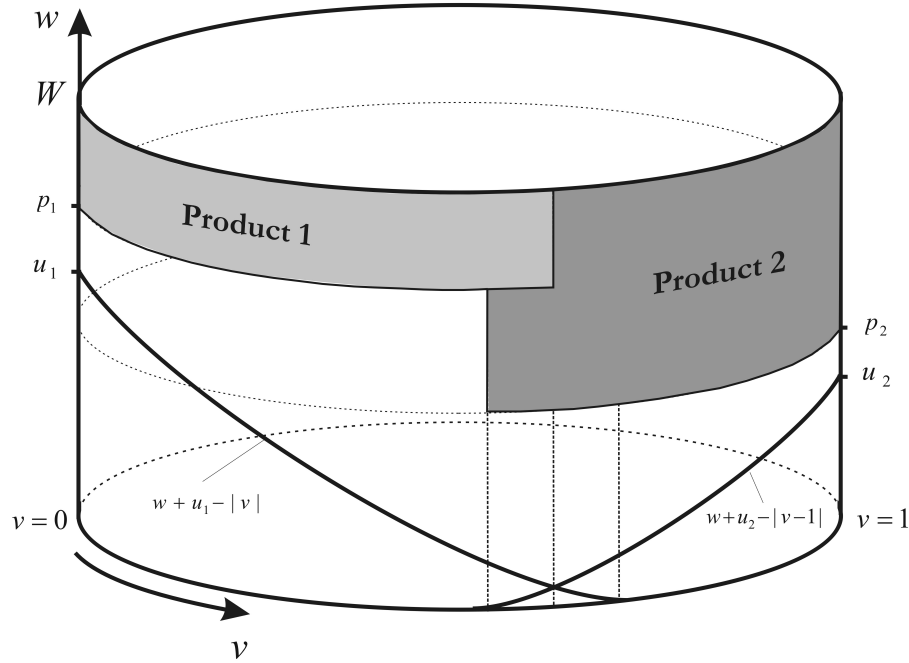 w
W
p₁
u₁
Product 1
Product 2
p₂
u₂
w + u₁ – | v |
w+u₂–|v–1|
v = 0
v = 1
v